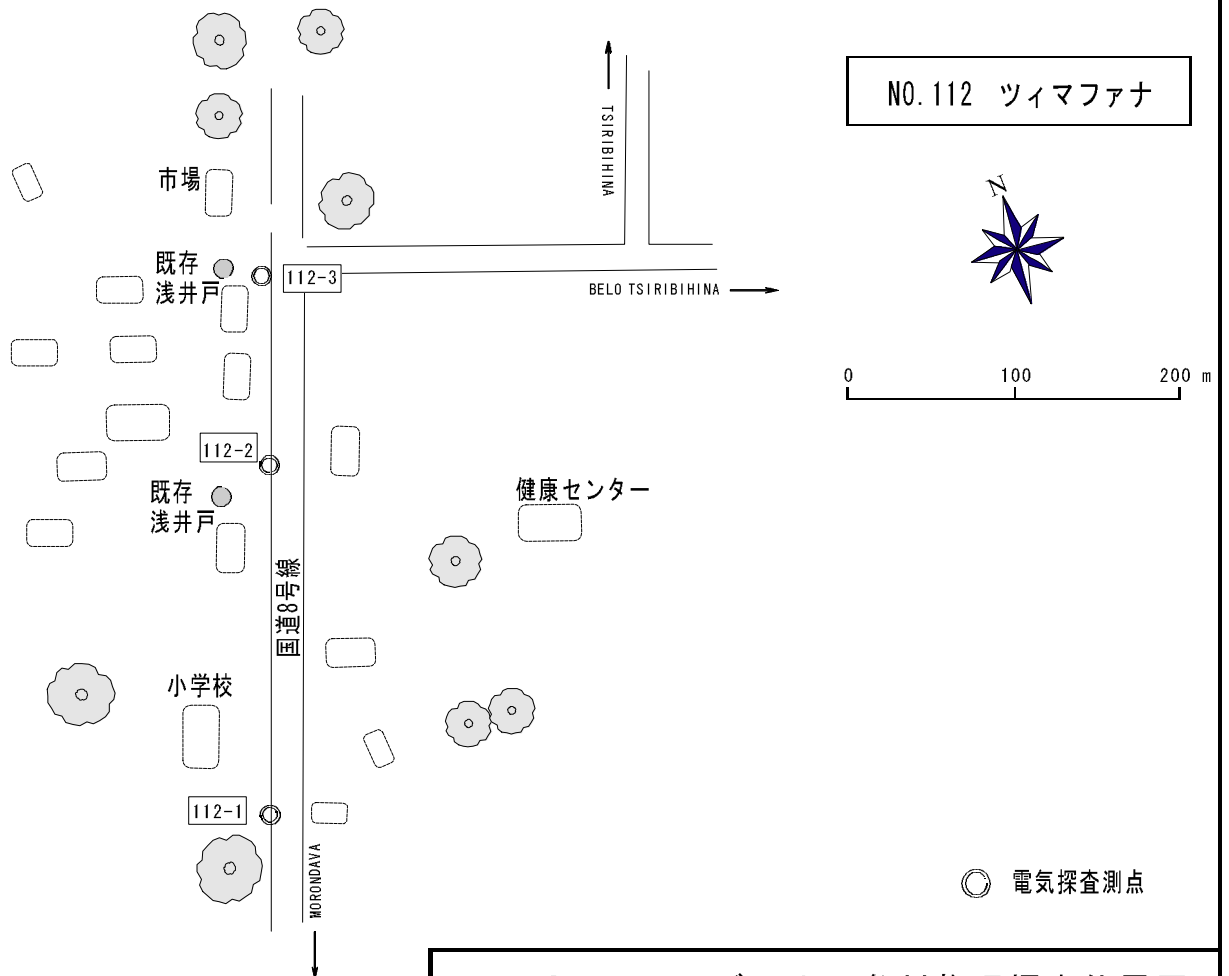 NO.112 ツィマファナ
N
TSIRIBIHINA
市場
既存
浅井戸
112-3
BELO TSIRIBIHINA
0 100 200 m
112-2
既存
浅井戸
健康センター
国道8号線
小学校
112-1
MORONDAVA
電気探査測点